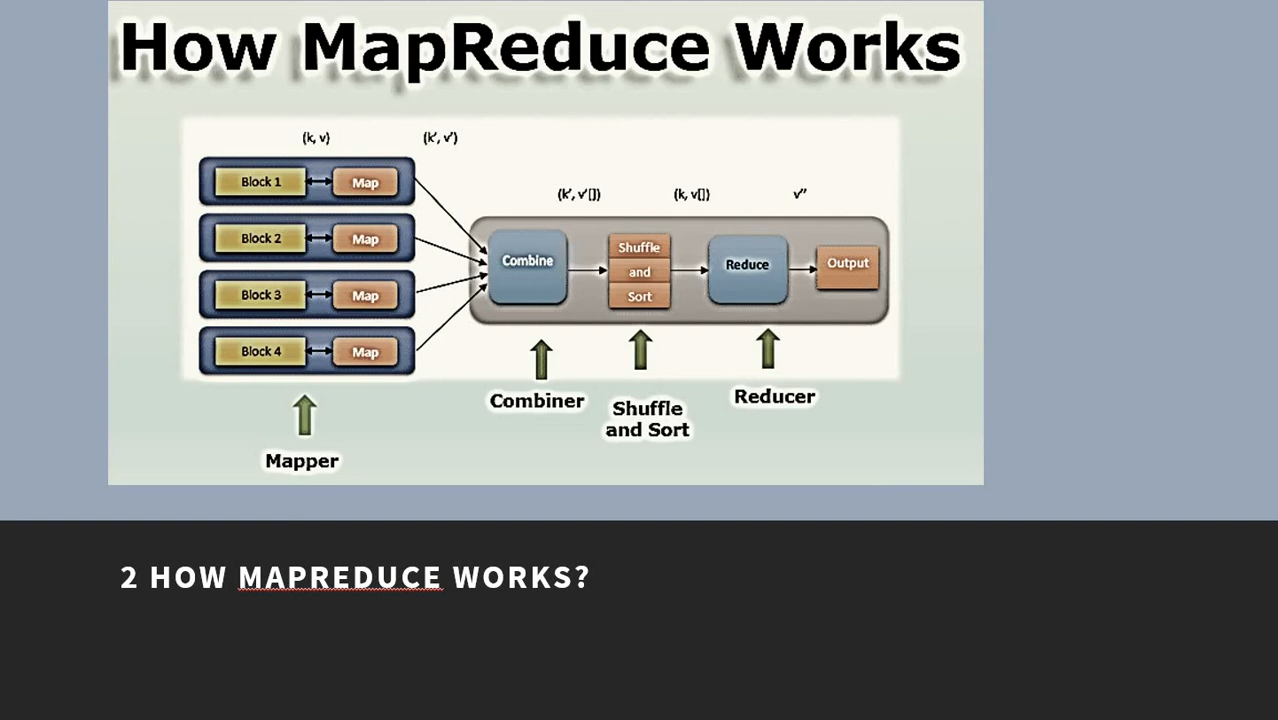 How MapReduce Works
(k, v)
(k', v')
(k', v'[])
(k, v[])
v''
Block 1
Map
Block 2
Map
Block 3
Map
Block 4
Map
Combine
Shuffle
and
Sort
Reduce
Output
Mapper
Combiner
Shuffle
and Sort
Reducer
2 HOW MAPREDUCE WORKS?